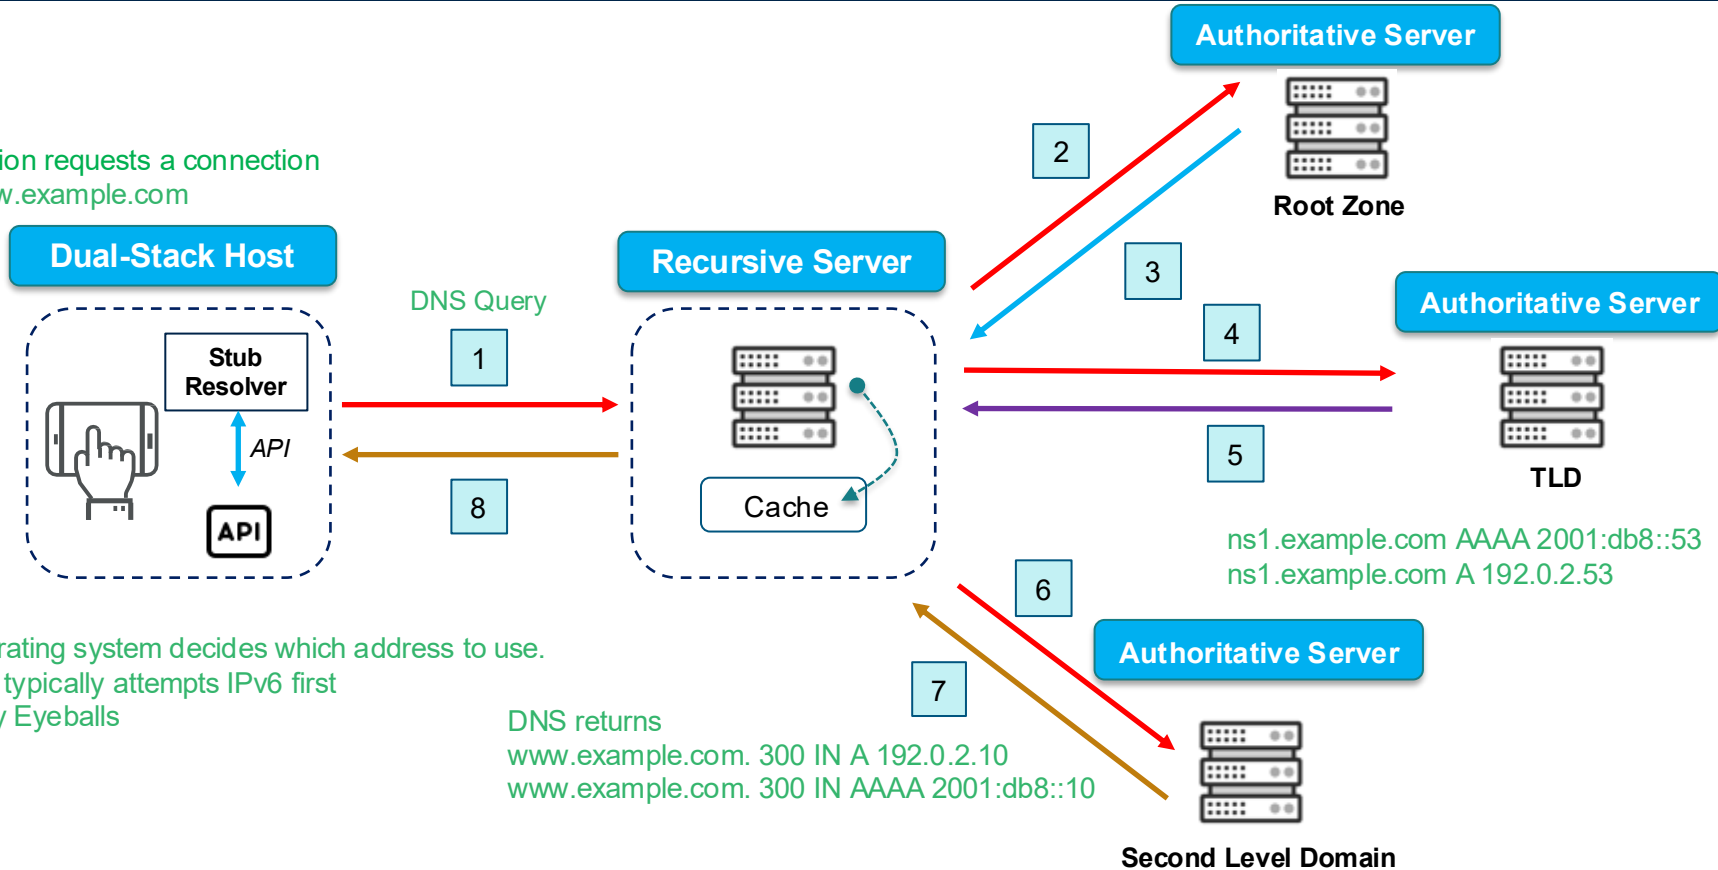 Authoritative Server
Root Zone
2
3
requests a connection
.example.com
Dual-Stack Host
Stub
Resolver
API
API
DNS Query
1
8
Recursive Server
Cache
4
5
Authoritative Server
TLD
ns1.example.com AAAA 2001:db8::53
ns1.example.com A 192.0.2.53
6
7
Authoritative Server
Second Level Domain
system decides which address to use.
typically attempts IPv6 first
Eyeballs
DNS returns
www.example.com. 300 IN A 192.0.2.10
www.example.com. 300 IN AAAA 2001:db8::10